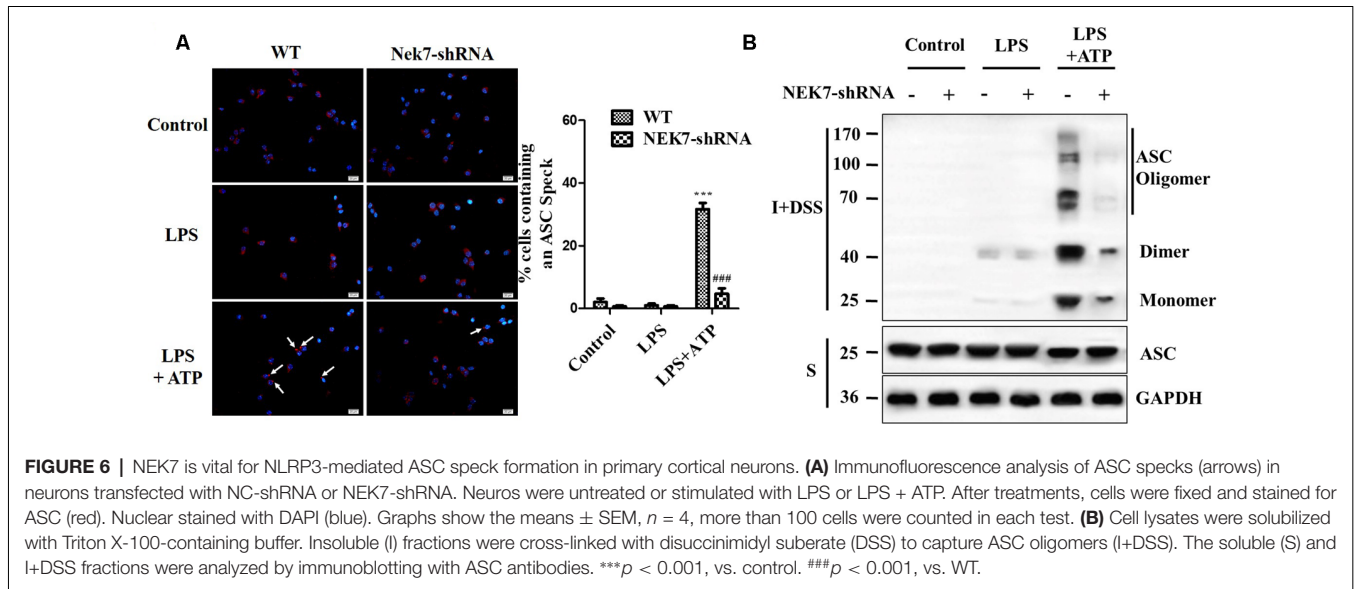 A
WT
Nek7-shRNA
Control
LPS
LPS
+ ATP
% cells containing
an ASC Speck
60
40
20
0
WT
NEK7-shRNA
***
###
Control
LPS
LPS+ATP
B
Control
LPS
LPS
+ATP
NEK7-shRNA
- + - + - +
I+DSS
170
100
70
40
25
ASC
Oligomer
Dimer
Monomer
S
25
ASC
36
GAPDH
FIGURE 6 | NEK7 is vital for NLRP3-mediated ASC speck formation in primary cortical neurons. (A) Immunofluorescence analysis of ASC specks (arrows) in
neurons transfected with NC-shRNA or NEK7-shRNA. Neuros were untreated or stimulated with LPS or LPS + ATP. After treatments, cells were fixed and stained for
ASC (red). Nuclear stained with DAPI (blue). Graphs show the means ± SEM, n = 4, more than 100 cells were counted in each test. (B) Cell lysates were solubilized
with Triton X-100-containing buffer. Insoluble (I) fractions were cross-linked with disuccinimidyl suberate (DSS) to capture ASC oligomers (I+DSS). The soluble (S) and
I+DSS fractions were analyzed by immunoblotting with ASC antibodies. ***p < 0.001, vs. control. ###p < 0.001, vs. WT.